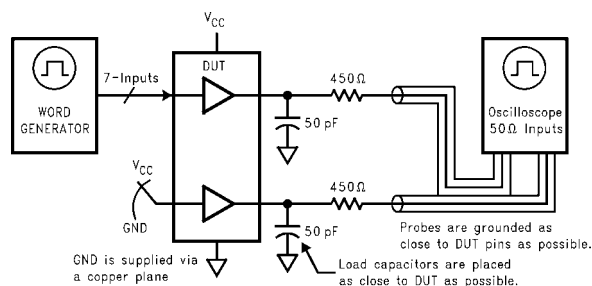 VCC
DUT
7-Inputs
WORD
GENERATOR
450Ω
50 pF
Oscilloscope
50Ω Inputs
VCC
GND
450Ω
50 pF
Probes are grounded as
close to DUT pins as possible.
GND is supplied via
a copper plane
Load capacitors are placed
as close to DUT as possible.